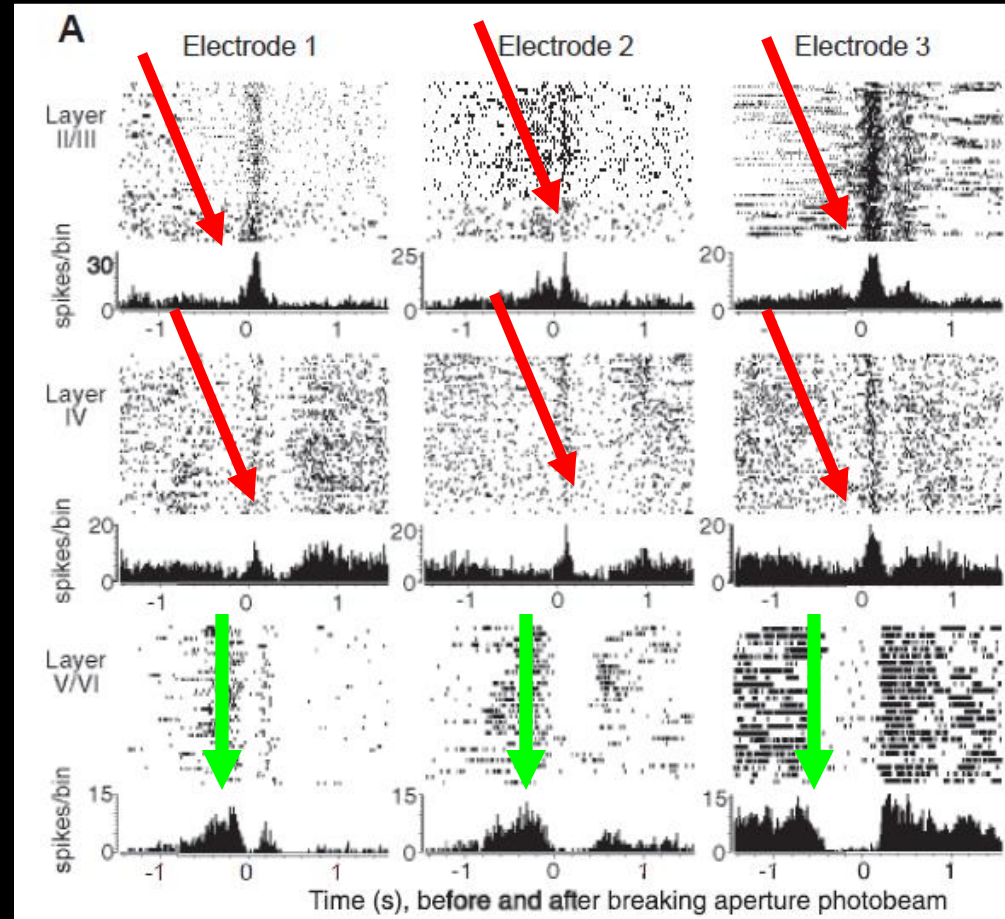 A
Electrode 1 Electrode 2 Electrode 3
Layer
II/III
spikes/bin
30
0
25
0
20
0
-1 0 1 -1 0 1 -1 0 1
Layer
IV
spikes/bin
20
0
25
0
20
0
-1 0 1 -1 0 1 -1 0 1
Layer
V/VI
spikes/bin
15
0
15
0
15
0
-1 0 1 -1 0 1 -1 0 1
Time (s), before and after breaking aperture photobeam